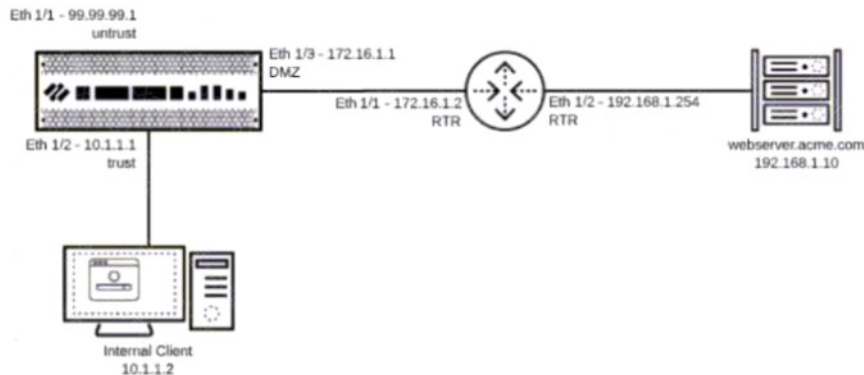 Eth 1/1 - 99.99.99.1
untrust
Eth 1/3 - 172.16.1.1
DMZ
Eth 1/1 - 172.16.1.2
RTR
Eth 1/2 - 192.168.1.254
RTR
webserver.acme.com
192.168.1.10
Eth 1/2 - 10.1.1.1
trust
Internal Client
10.1.1.2